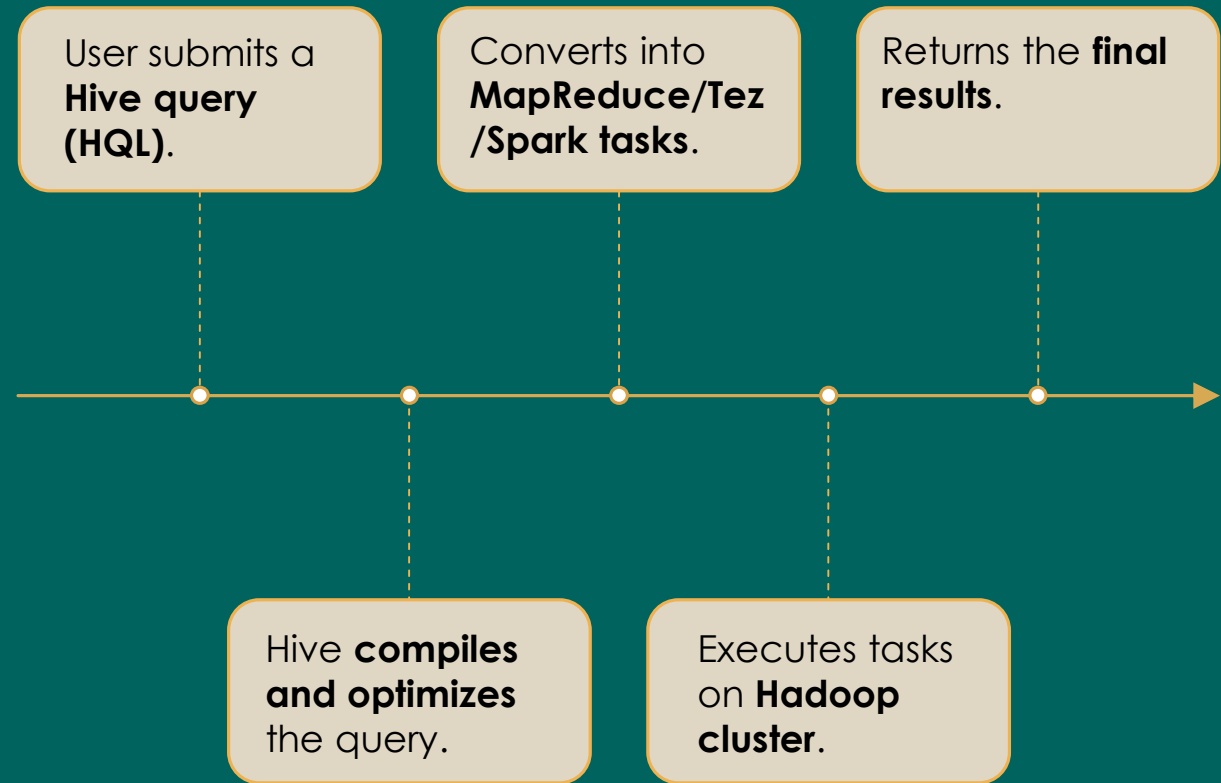 User submits a
Hive query
(HQL).
Hive compiles
and optimizes
the query.
Converts into
MapReduce/Tez
/Spark tasks.
Executes tasks
on Hadoop
cluster.
Returns the final
results.